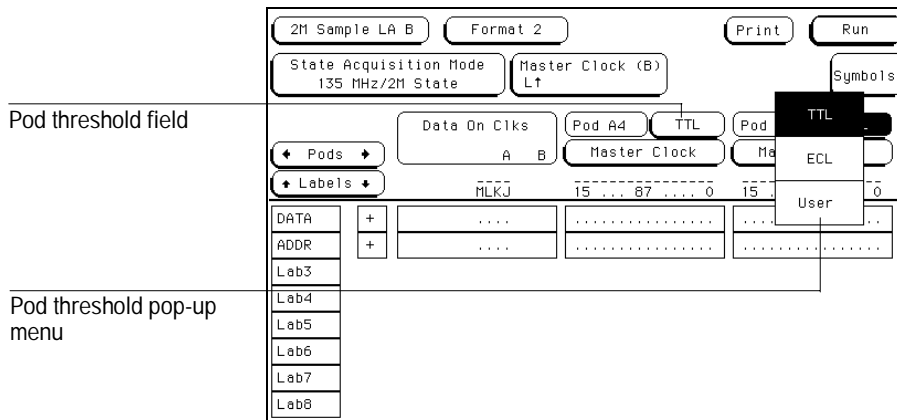 2M Sample LA B Format 2 Print Run
State Acquisition Mode
135 MHz/2M State
Master Clock (B)
L↑
Symbols
Pod threshold field
Data On Clks
A B
Pod A4 TTL
Master Clock
Pod
Ma
TTL
ECL
User
← Pods →
↑ Labels ↓
MLKJ 15 ... 87 .... 0 15 . 0
DATA + .... ................
ADDR + .... ................ ................
Lab3
Lab4
Pod threshold pop-up
menu
Lab5
Lab6
Lab7
Lab8